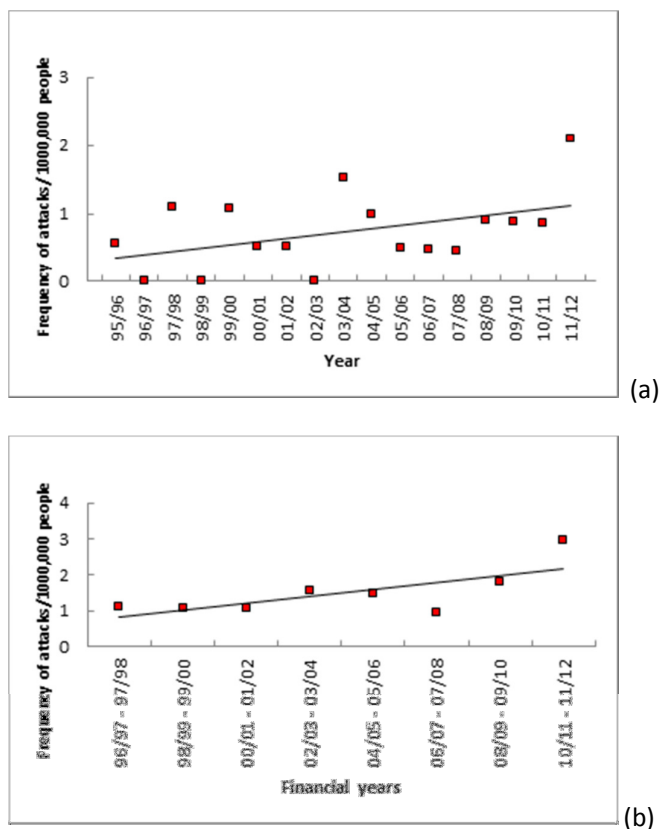 Frequency of attacks/1000,000 people
3
2
1
0
95/96
96/97
97/98
98/99
99/00
00/01
01/02
02/03
03/04
04/05
05/06
06/07
07/08
08/09
09/10
10/11
11/12
Year
(a)
Frequency of attacks/1000,000 people
4
3
2
1
0
96/97 - 97/98
98/99 - 99/00
00/01 - 01/02
02/03 - 03/04
04/05 - 05/06
06/07 - 07/08
08/09 - 09/10
10/11 - 11/12
Financial years
(b)